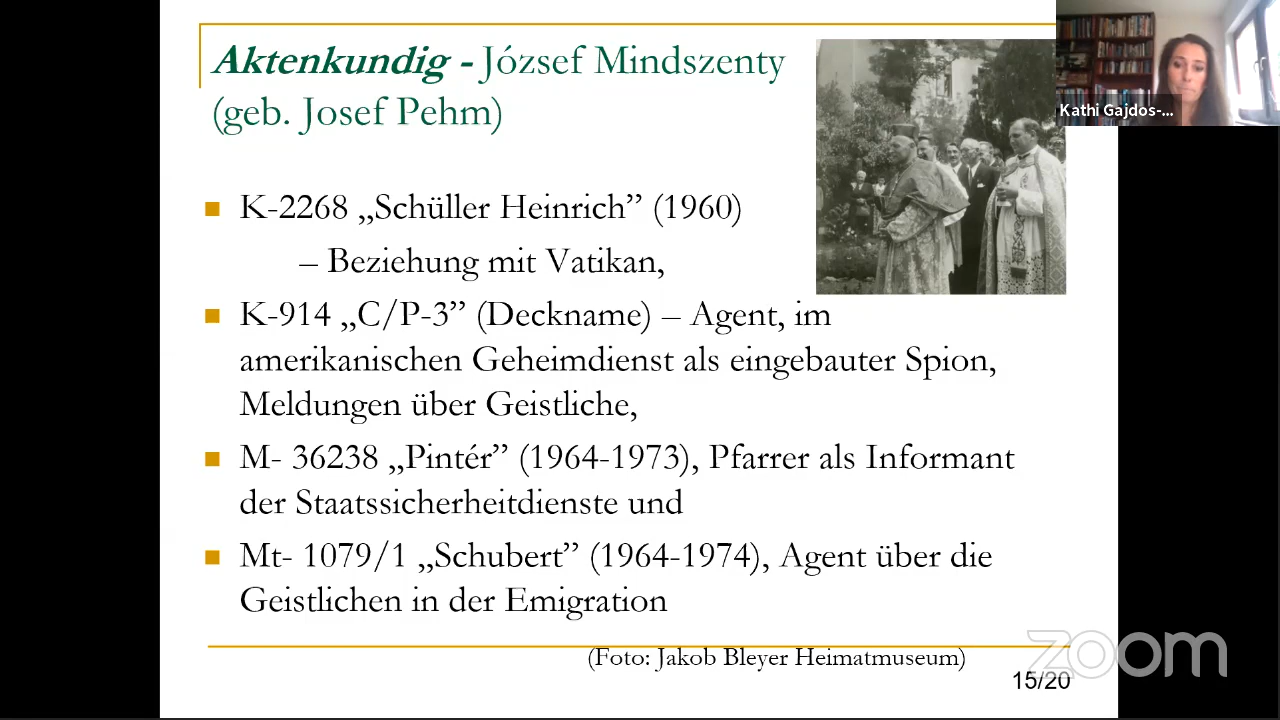 Aktenkundig - József Mindszenty
(geb. Josef Pehm)
Kathi Gajdos-...
K-2268 „Schüller Heinrich” (1960)
– Beziehung mit Vatikan,
K-914 „C/P-3” (Deckname) – Agent, im
amerikanischen Geheimdienst als eingebauter Spion,
Meldungen über Geistliche,
M- 36238 „Pintér” (1964-1973), Pfarrer als Informant
der Staatssicherheitdienste und
Mt- 1079/1 „Schubert” (1964-1974), Agent über die
Geistlichen in der Emigration
(Foto: Jakob Bleyer Heimatmuseum)
zoom
15/20